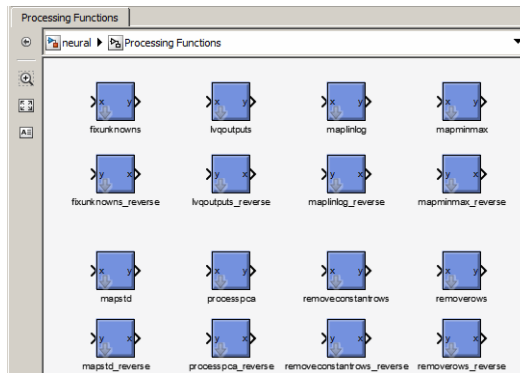 Processing Functions
neural Processing Functions
x y x y x y x y
fixunknowns lvqoutputs maplinlog mapminmax
y x y x y x y x
fixunknowns_reverse lvqoutputs_reverse maplinlog_reverse mapminmax_reverse
x y x y x y x y
mapstd processpca removeconstantrows removerows
y x y x y x y x
mapstd_reverse processpca_reverse removeconstantrows_reverse removerows_reverse